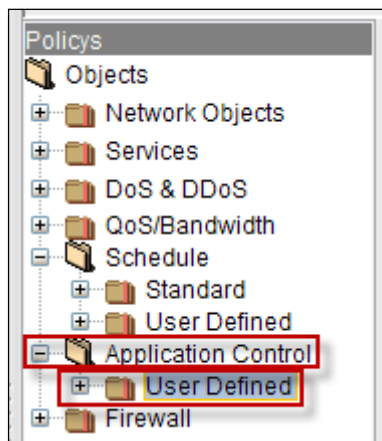 Policys
Objects
Network Objects
Services
DoS & DDoS
QoS/Bandwidth
Schedule
Standard
User Defined
Application Control
User Defined
Firewall